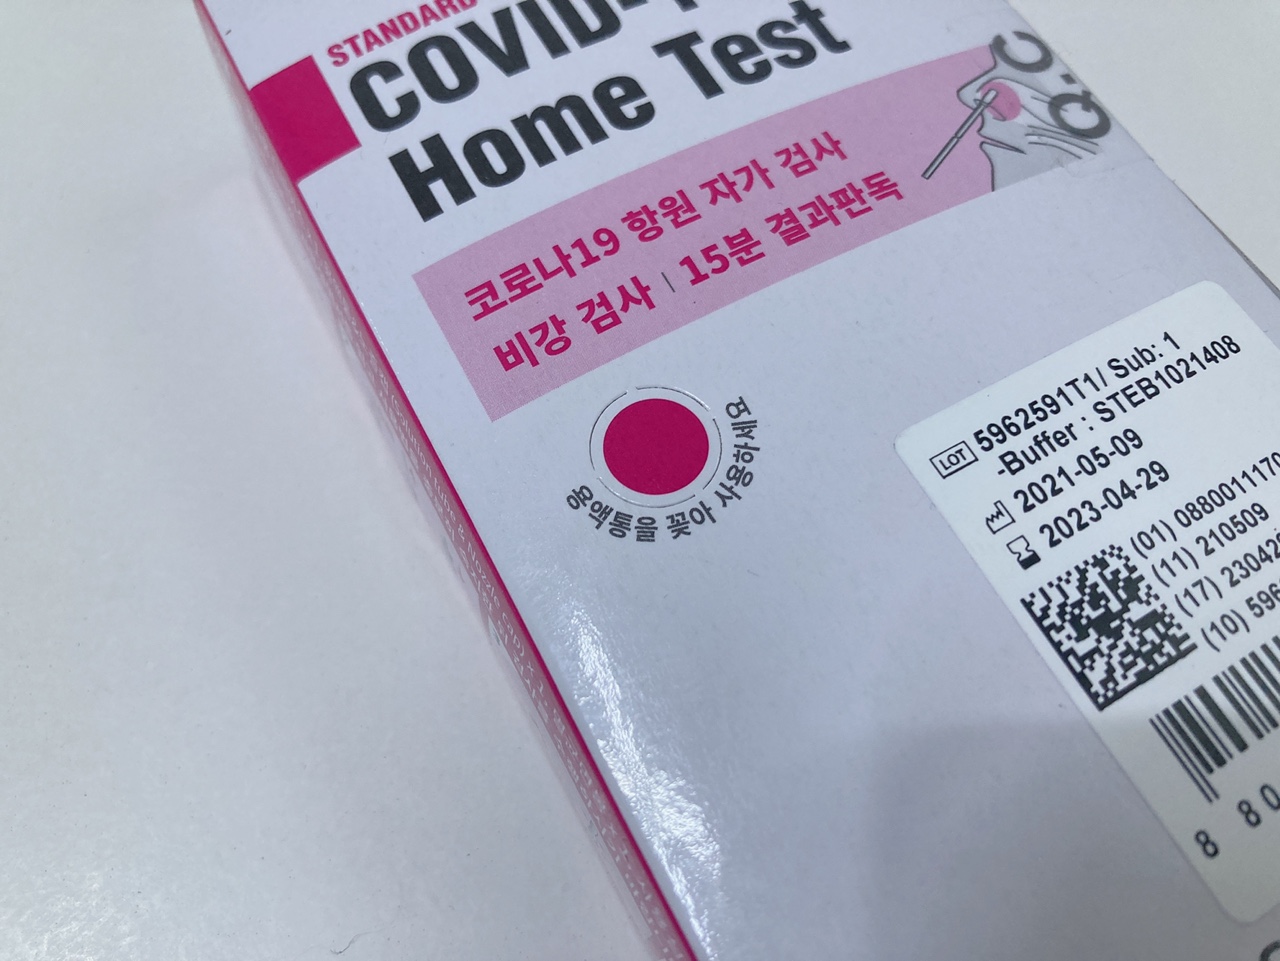 STANDARD
COVID-
Home Test
Q.C
코로나19 항원 자가 검사
비강 검사 | 15분 결과판독
용액통을 꽂아 사용하세요
LOT 5962591T1/ Sub: 1
-Buffer : STEB1021408
2021-05-09
2023-04-29
(01) 0880011170
(11) 210509
(17) 23042
(10) 596
8 80